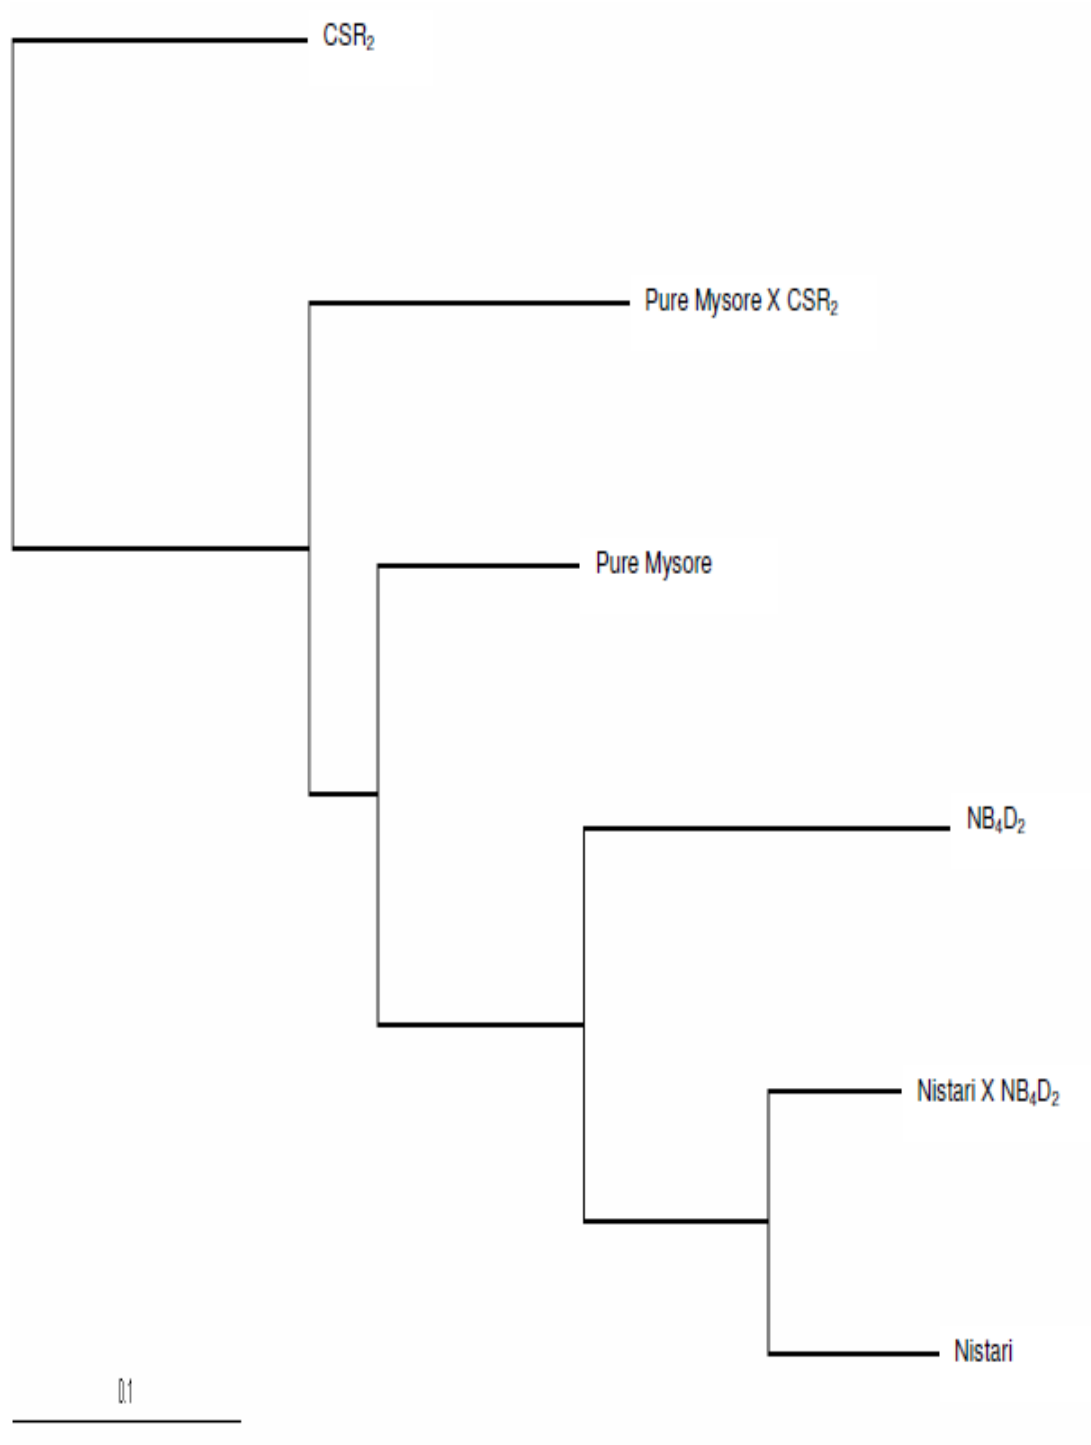 CSR₂
Pure Mysore X CSR₂
Pure Mysore
NB₄D₂
Nistari X NB₄D₂
Nistari
0.1